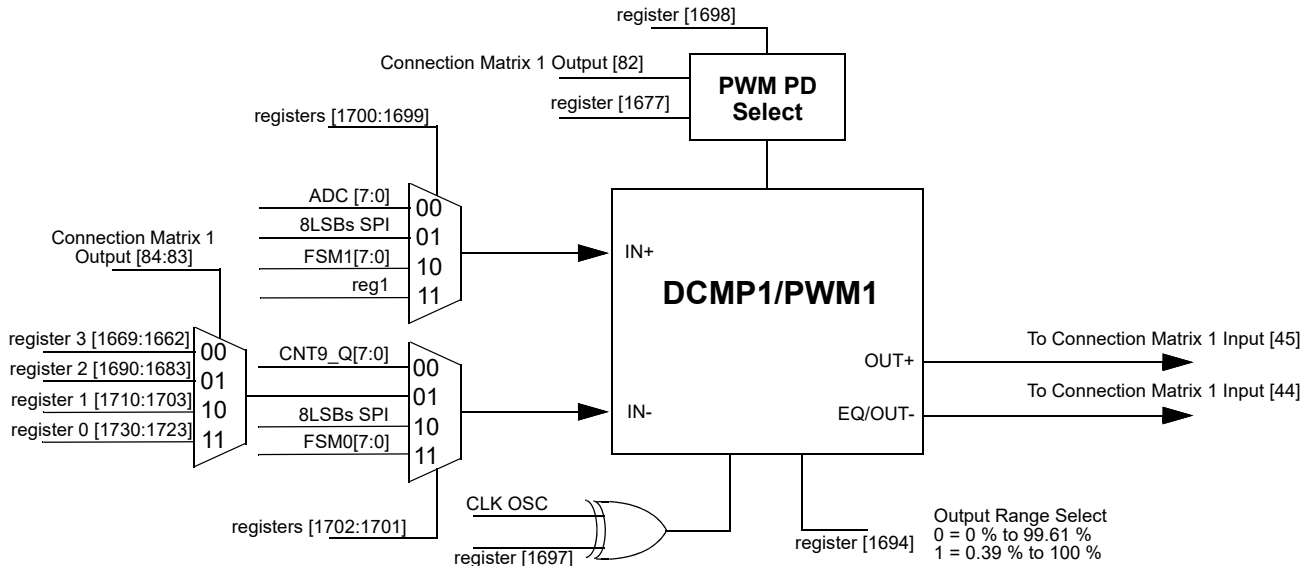 register [1698]
Connection Matrix 1 Output [82]
register [1677]
PWM PD
Select
registers [1700:1699]
ADC [7:0]
8LSBs SPI
FSM1[7:0]
reg1
00
01
10
11
Connection Matrix 1
Output [84:83]
register 3 [1669:1662]
register 2 [1690:1683]
register 1 [1710:1703]
register 0 [1730:1723]
00
01
10
11
CNT9_Q[7:0]
8LSBs SPI
FSM0[7:0]
00
01
10
11
registers [1702:1701]
IN+
DCMP1/PWM1
IN-
OUT+
EQ/OUT-
To Connection Matrix 1 Input [45]
To Connection Matrix 1 Input [44]
CLK OSC
register [1697]
register [1694]
Output Range Select
0 = 0 % to 99.61 %
1 = 0.39 % to 100 %